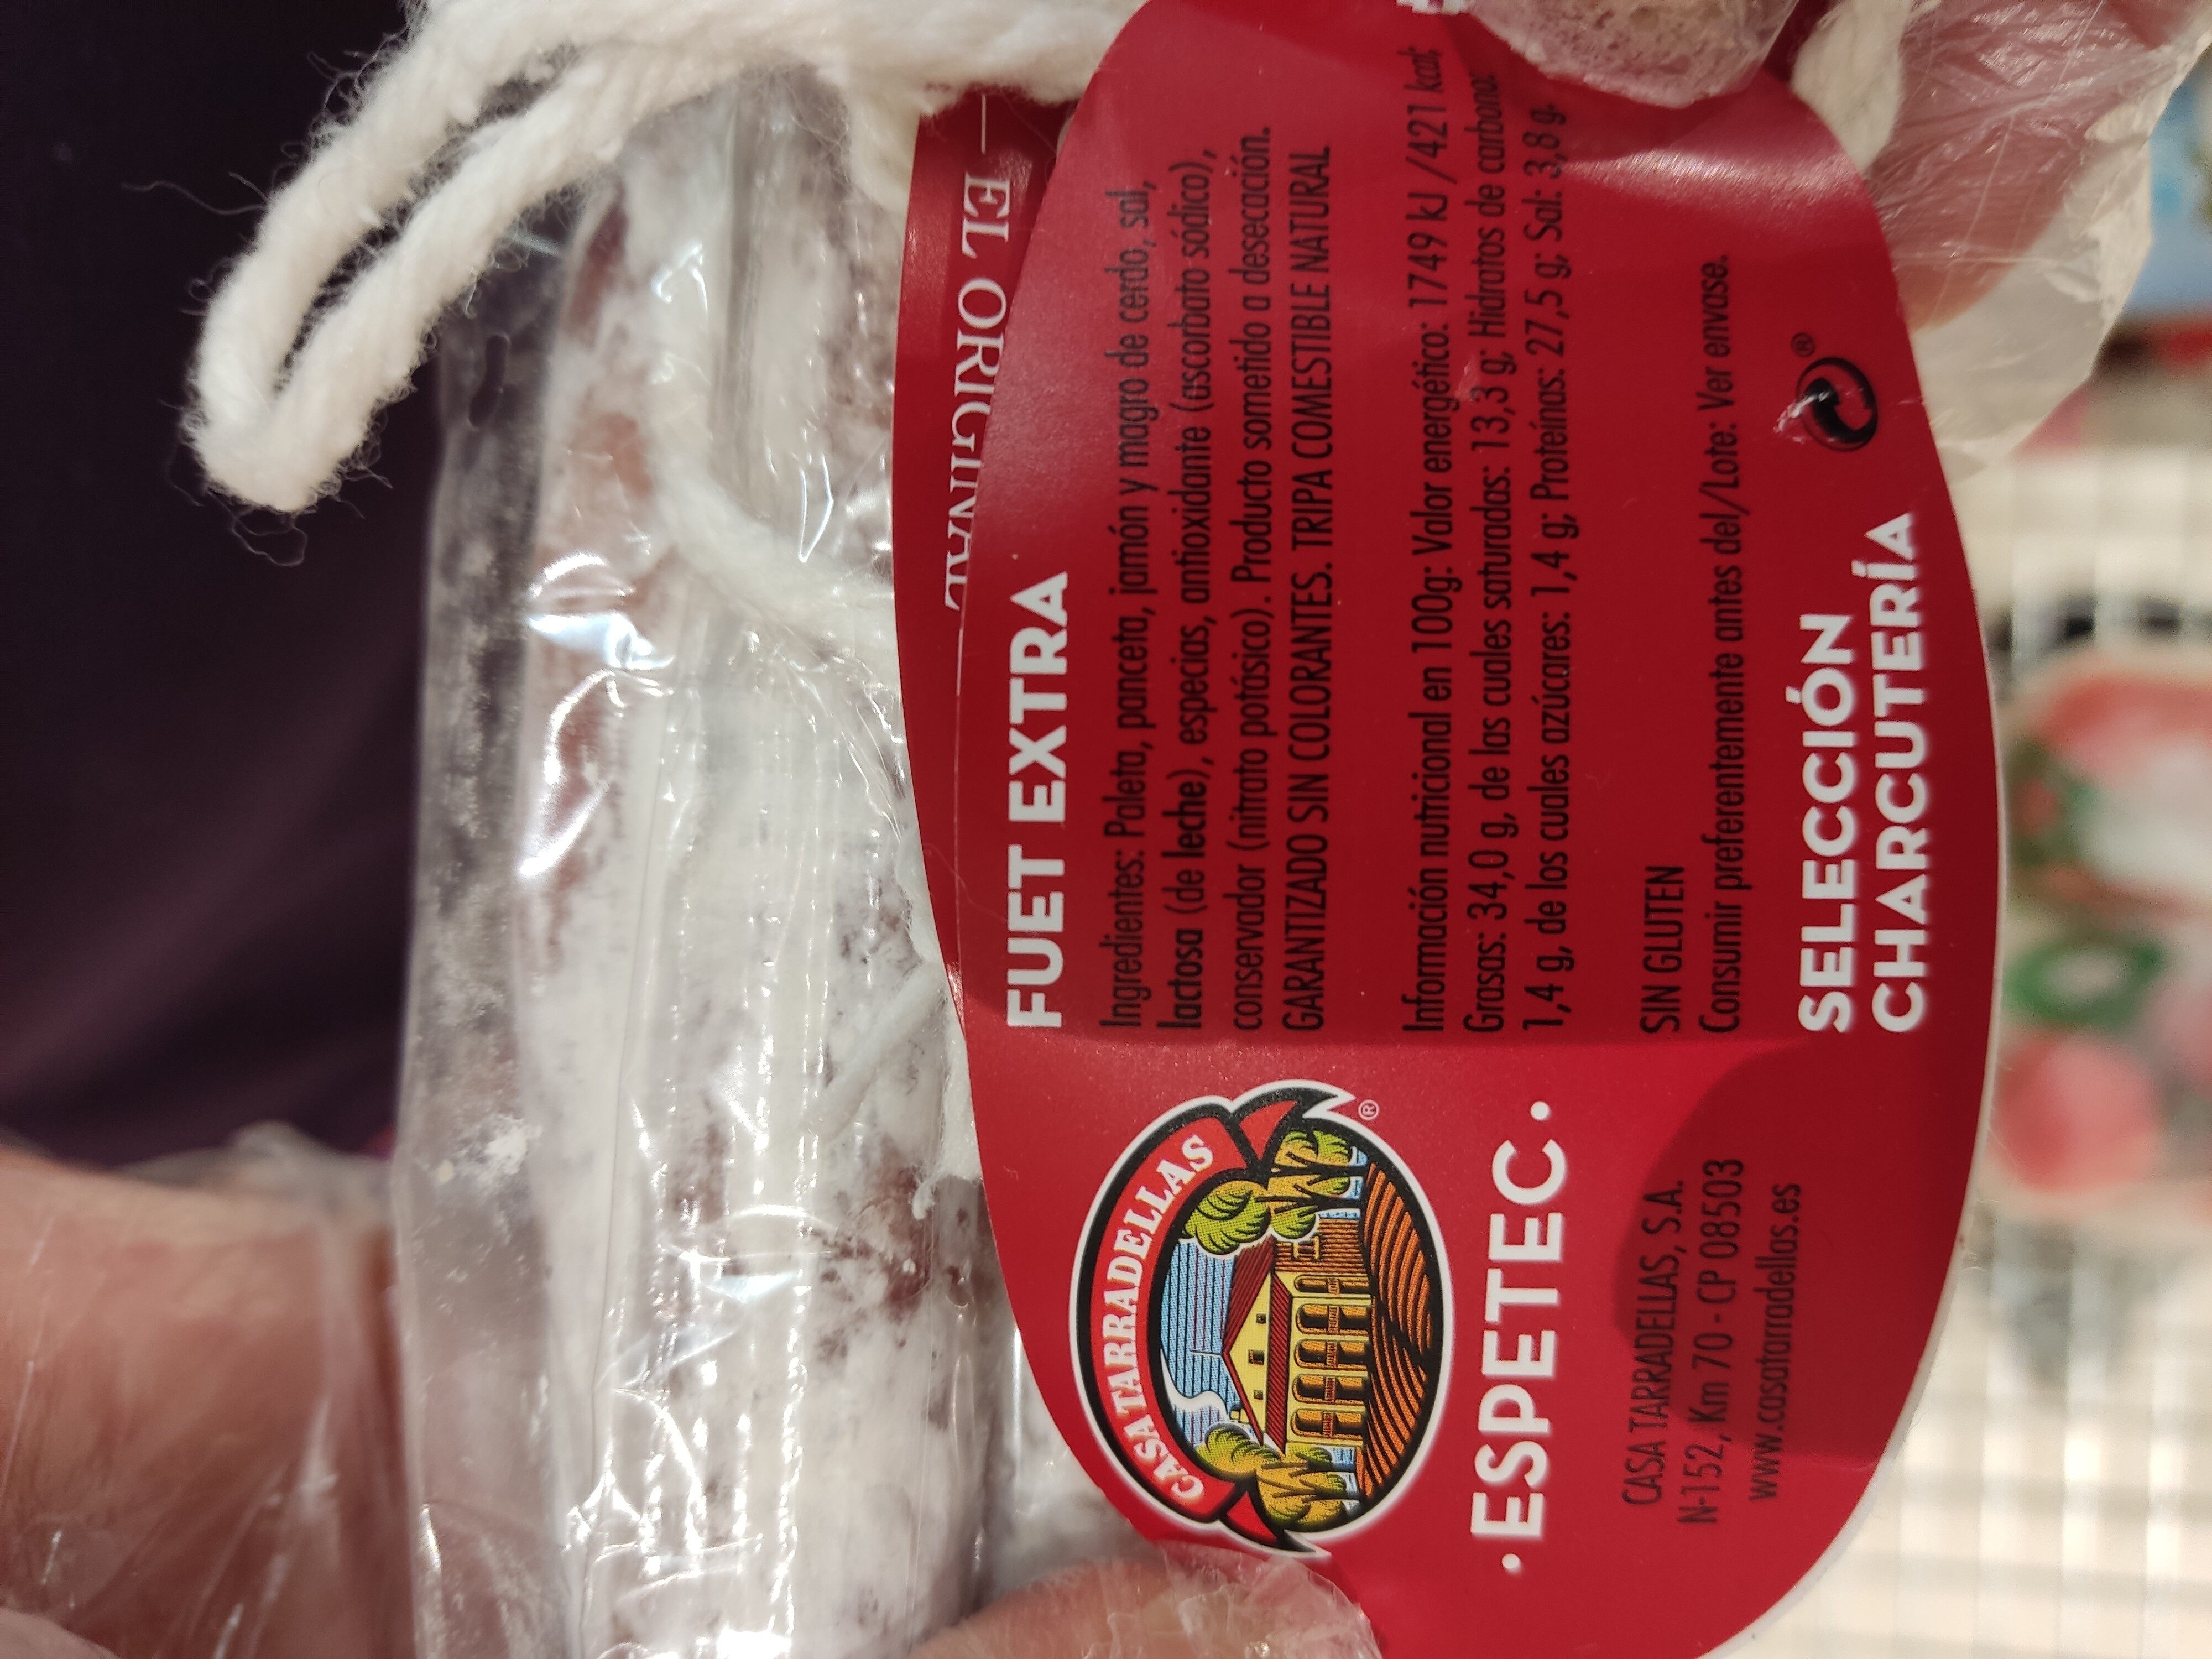 EL ORIGINAL
FUET EXTRA
Ingredientes: Paleta, panceta, jamón y magro de cerdo, sal,
lactosa (de leche), especias, antioxidante (ascorbato sódico),
conservador (nitrato potásico). Producto sometido a desecación.
GARANTIZADO SIN COLORANTES. TRIPA COMESTIBLE NATURAL
Información nutricional en 100g: Valor energético: 1749 kJ /421 kcal;
Grasas: 34,0 g, de las cuales saturadas: 13,3 g; Hidratos de carbono:
1,4 g, de los cuales azúcares: 1,4 g; Proteínas: 27,5 g; Sal: 3,8 g.
SIN GLUTEN
Consumir preferentemente antes del/Lote: Ver envase.
SELECCIÓN
CHARCUTERÍA
®
CASA TARRADELLAS
®
·ESPETEC·
CASA TARRADELLAS, S.A.
N-152, Km 70 - CP 08503
www.casatarradellas.es